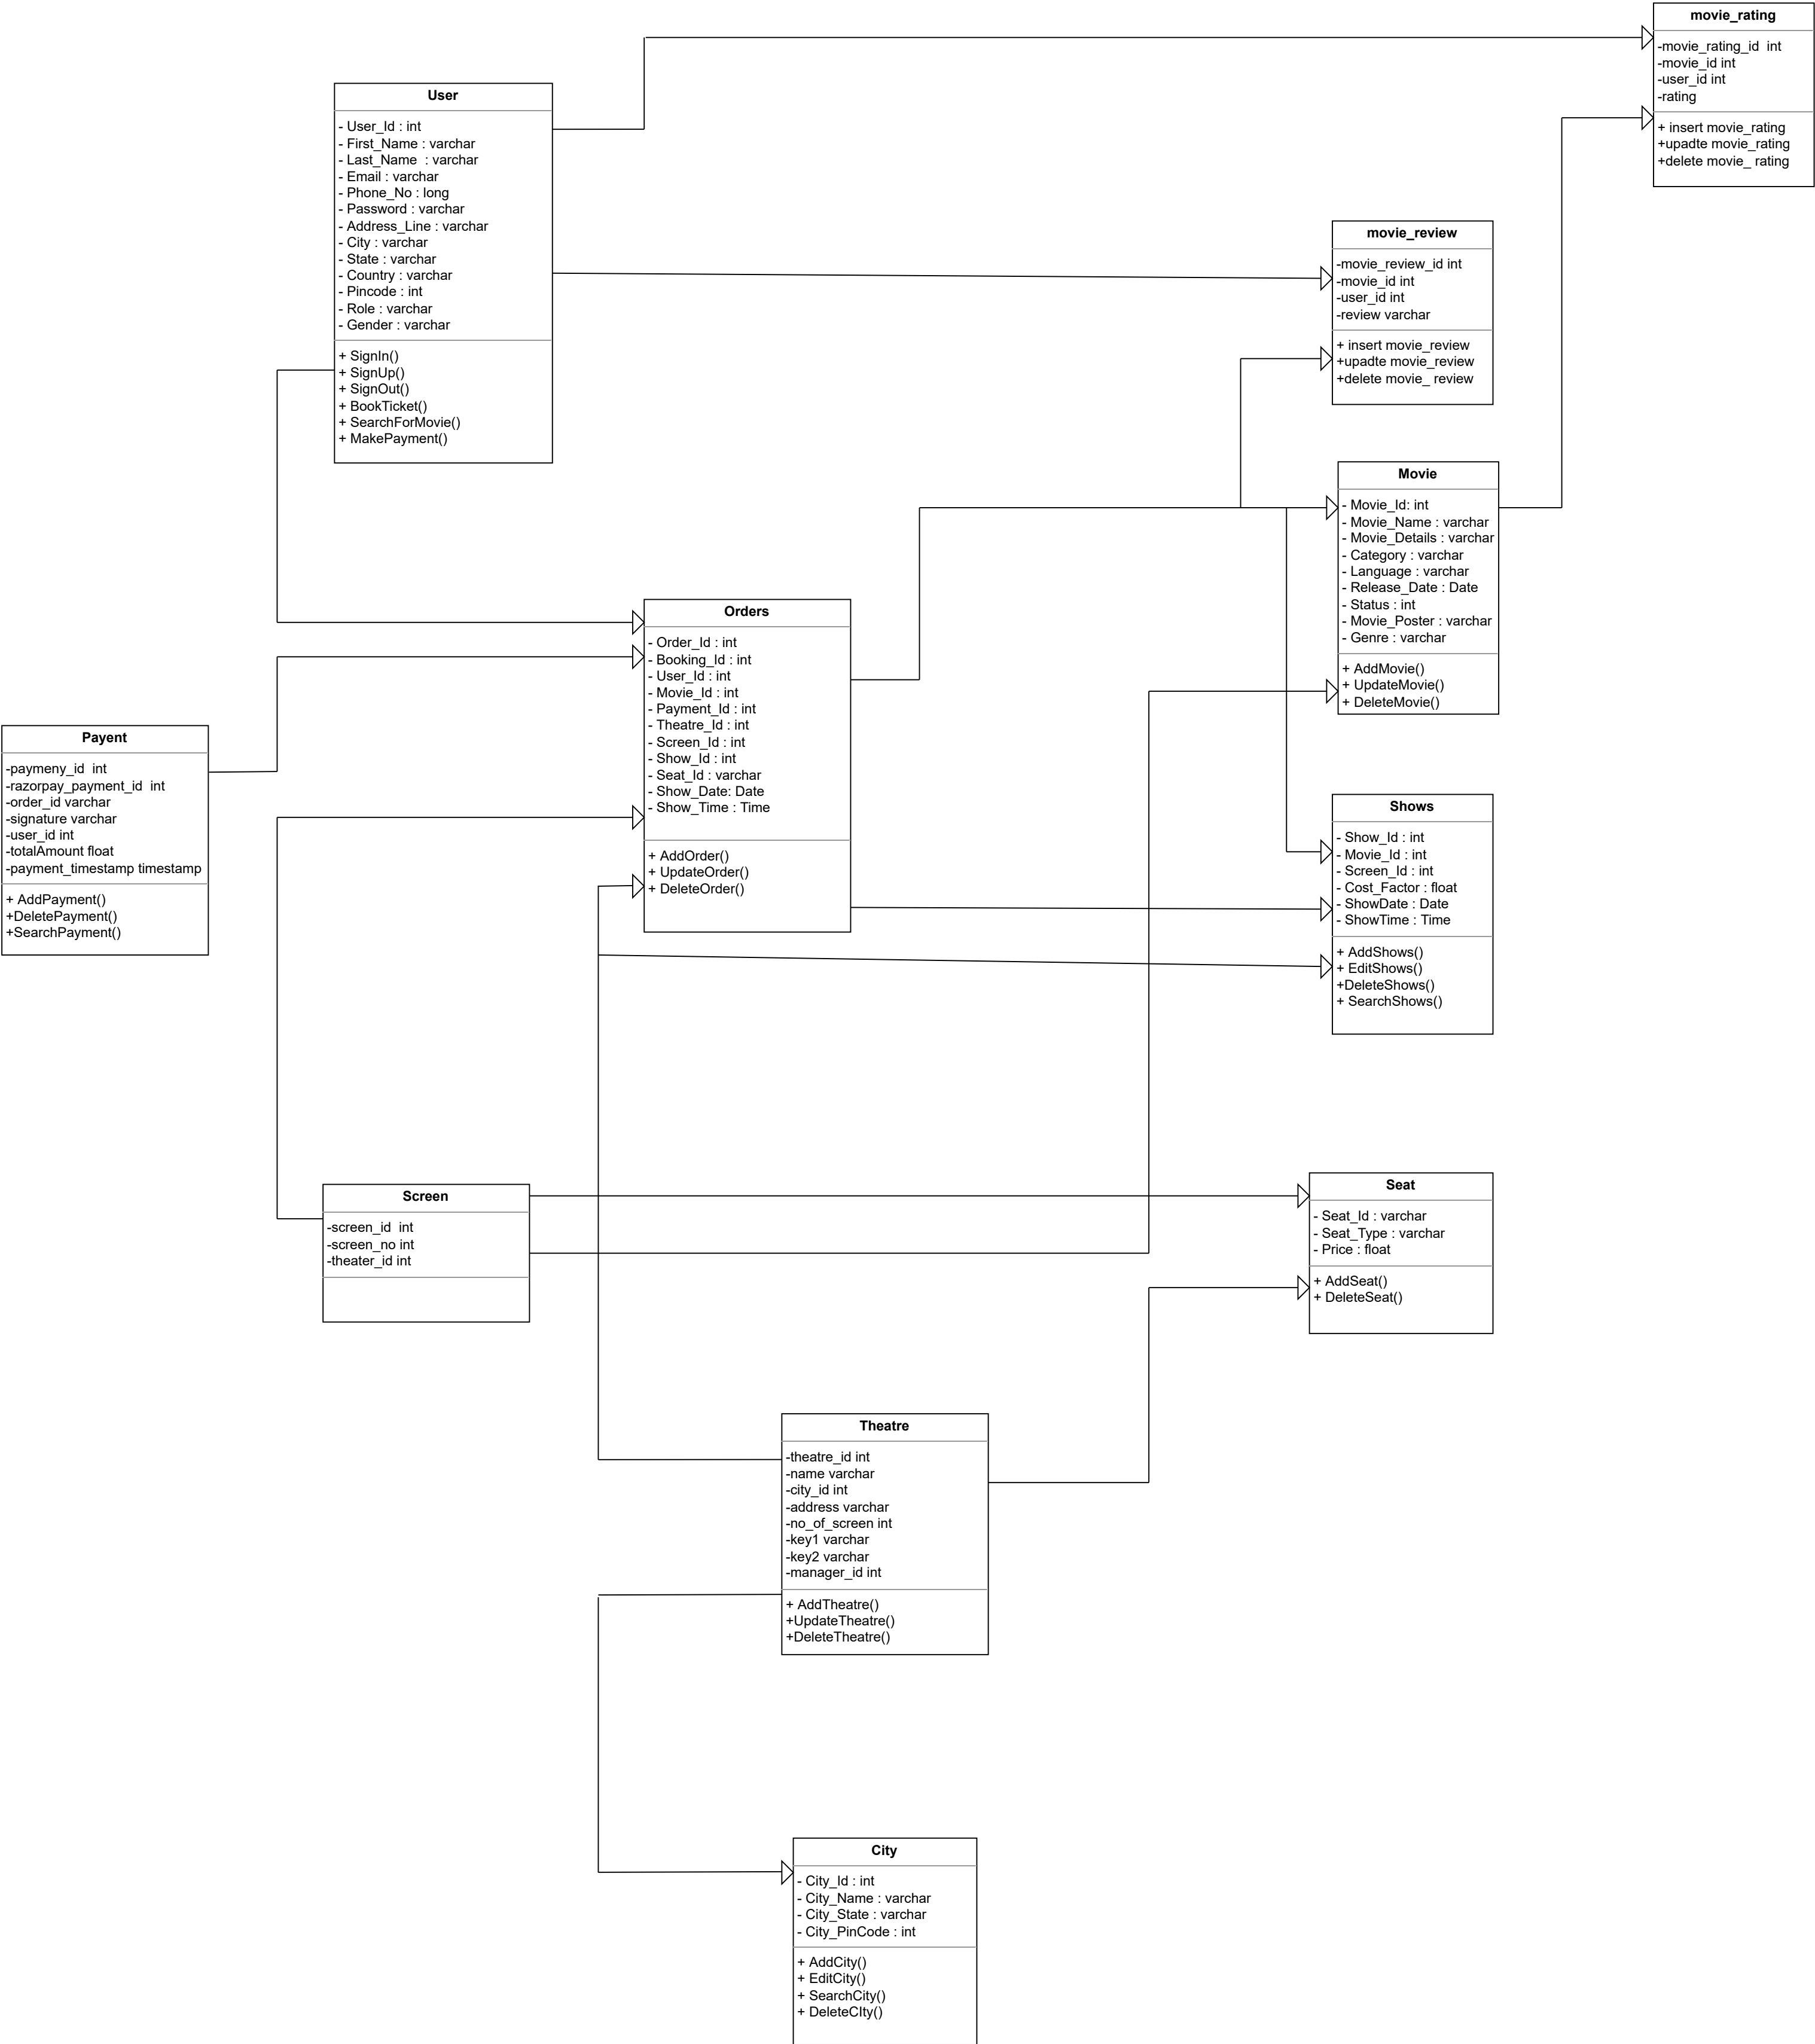 movie_rating
-movie_rating_id  int
-movie_id int
-user_id int
-rating
+ insert movie_rating
+upadte movie_rating
+delete movie_ rating
User
- User_Id : int
- First_Name : varchar
- Last_Name  : varchar
- Email : varchar
- Phone_No : long
- Password : varchar
- Address_Line : varchar
- City : varchar
- State : varchar
- Country : varchar
- Pincode : int
- Role : varchar
- Gender : varchar
+ SignIn()
+ SignUp()
+ SignOut()
+ BookTicket()
+ SearchForMovie()
+ MakePayment()
movie_review
-movie_review_id int
-movie_id int
-user_id int
-review varchar
+ insert movie_review
+upadte movie_review
+delete movie_ review
Movie
- Movie_Id: int
- Movie_Name : varchar
- Movie_Details : varchar
- Category : varchar
- Language : varchar
- Release_Date : Date
- Status : int
- Movie_Poster : varchar
- Genre : varchar
+ AddMovie()
+ UpdateMovie()
+ DeleteMovie()
Orders
- Order_Id : int
- Booking_Id : int
- User_Id : int
- Movie_Id : int
- Payment_Id : int
- Theatre_Id : int
- Screen_Id : int
- Show_Id : int
- Seat_Id : varchar
- Show_Date: Date
- Show_Time : Time
+ AddOrder()
+ UpdateOrder()
+ DeleteOrder()
Payent
-paymeny_id  int
-razorpay_payment_id  int
-order_id varchar
-signature varchar
-user_id int
-totalAmount float
-payment_timestamp timestamp
+ AddPayment()
+DeletePayment()
+SearchPayment()
Shows
- Show_Id : int
- Movie_Id : int
- Screen_Id : int
- Cost_Factor : float
- ShowDate : Date
- ShowTime : Time
+ AddShows()
+ EditShows()
+DeleteShows()
+ SearchShows()
Screen
-screen_id  int
-screen_no int
-theater_id int
Seat
- Seat_Id : varchar
- Seat_Type : varchar
- Price : float
+ AddSeat()
+ DeleteSeat()
Theatre
-theatre_id int
-name varchar
-city_id int
-address varchar
-no_of_screen int
-key1 varchar
-key2 varchar
-manager_id int
+ AddTheatre()
+UpdateTheatre()
+DeleteTheatre()
City
- City_Id : int
- City_Name : varchar
- City_State : varchar
- City_PinCode : int
+ AddCity()
+ EditCity()
+ SearchCity()
+ DeleteCIty()